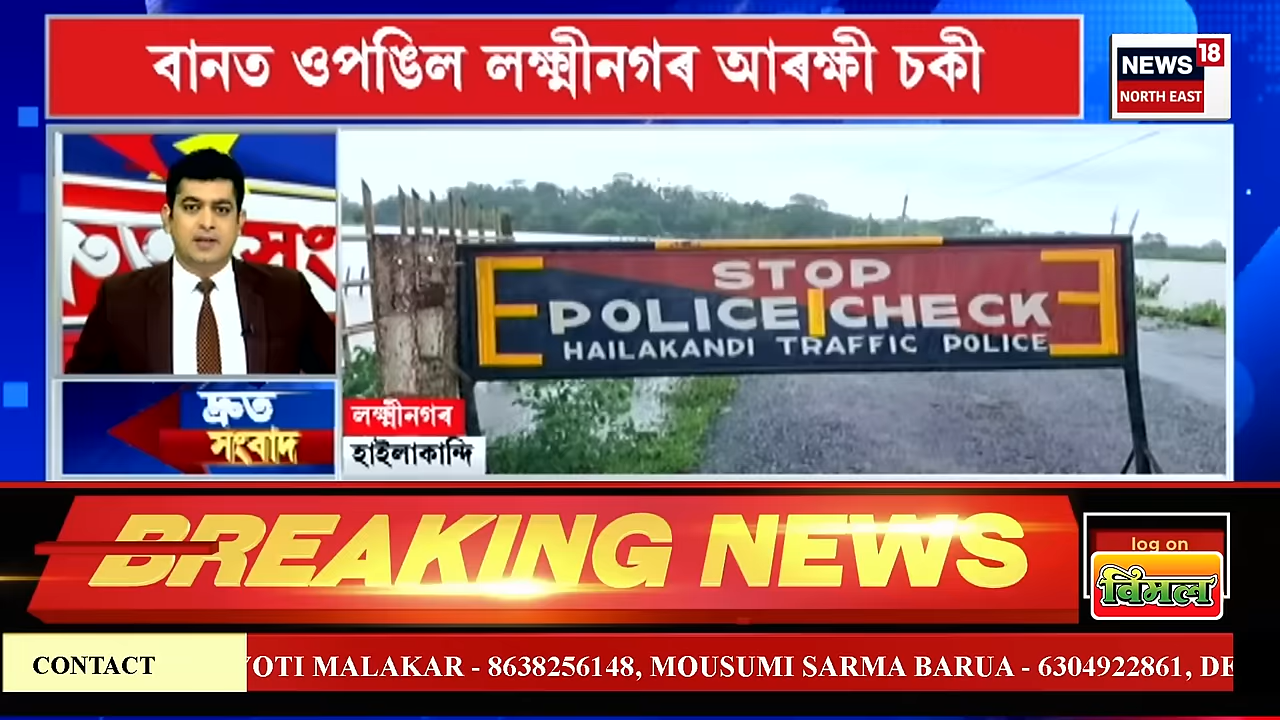 বানত ওপঙিল লক্ষ্মীনগৰ আৰক্ষী চকী
NEWS 18
NORTH EAST
STOP
POLICE CHECK
HAILAKANDI TRAFFIC POLICE
দ্ৰুত
সংবাদ
লক্ষ্মীনগৰ
হাইলাকান্দি
BREAKING NEWS
log on
विमल
CONTACT
YOTI MALAKAR - 8638256148, MOUSUMI SARMA BARUA - 6304922861, DE